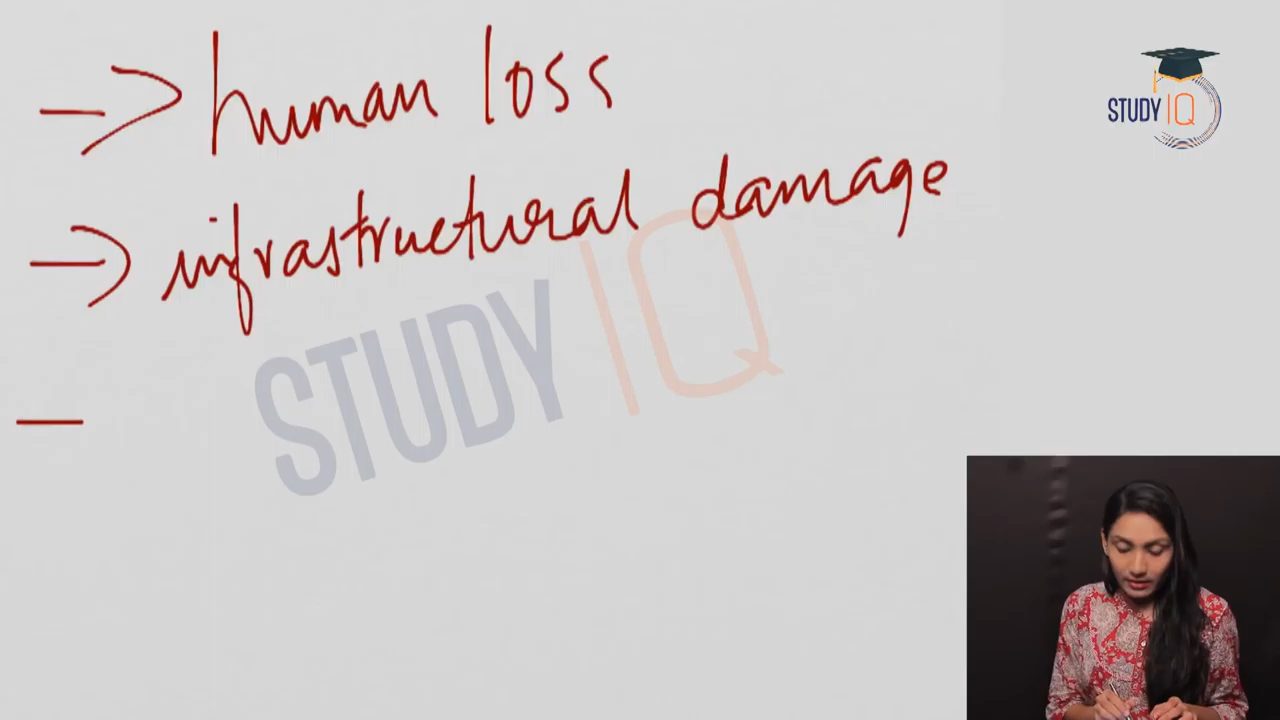 → human loss
STUDY IQ
→ infrastructural damage
STUDY IQ
—